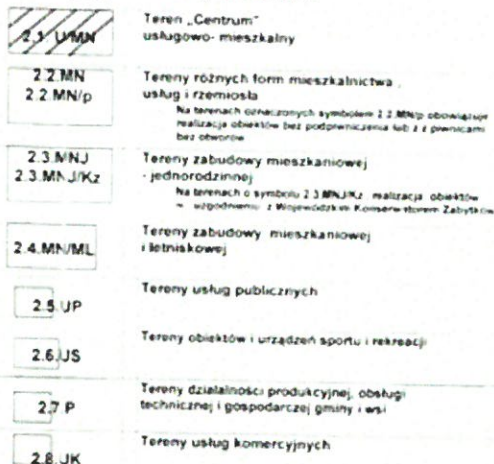 2.1. U/MN
Teren „Centrum"
usługowo- mieszkalny
2.2.MN
2.2.MN/p
Tereny różnych form mieszkalnictwa,
usług i rzemiosła
Na terenach oznaczonych symbolem 2.2.MN/p obowiązuje
realizacja obiektów bez podpiwniczenia lub z z piwnicami
bez otworów
2.3.MNJ
2.3.MNJ/Kz
Tereny zabudowy mieszkaniowej
- jednorodzinnej
Na terenach o symbolu 2.3.MNJ/Kz realizacja obiektów
w uzgodnieniu z Wojewódzkim Konserwatorem Zabytków
2.4.MN/ML
Tereny zabudowy mieszkaniowej
i letniskowej
2.5.UP
Tereny usług publicznych
2.6.US
Tereny obiektów i urządzeń sportu i rekreacji
2.7.P
Tereny działalności produkcyjnej, obsługi
technicznej i gospodarczej gminy i wsi
2.8.UK
Tereny usług komercyjnych